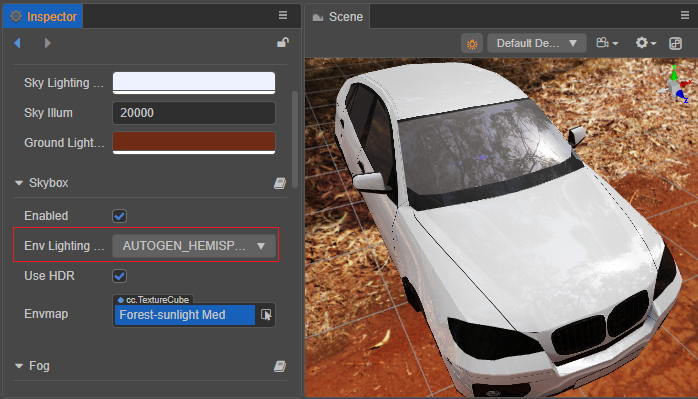 Inspector
Scene
Default De...
Sky Lighting ...
Sky Illum
20000
Ground Light...
Skybox
Enabled
Env Lighting ...
AUTOGEN_HEMISP...
Use HDR
Envmap
cc.TextureCube
Forest-sunlight Med
Fog